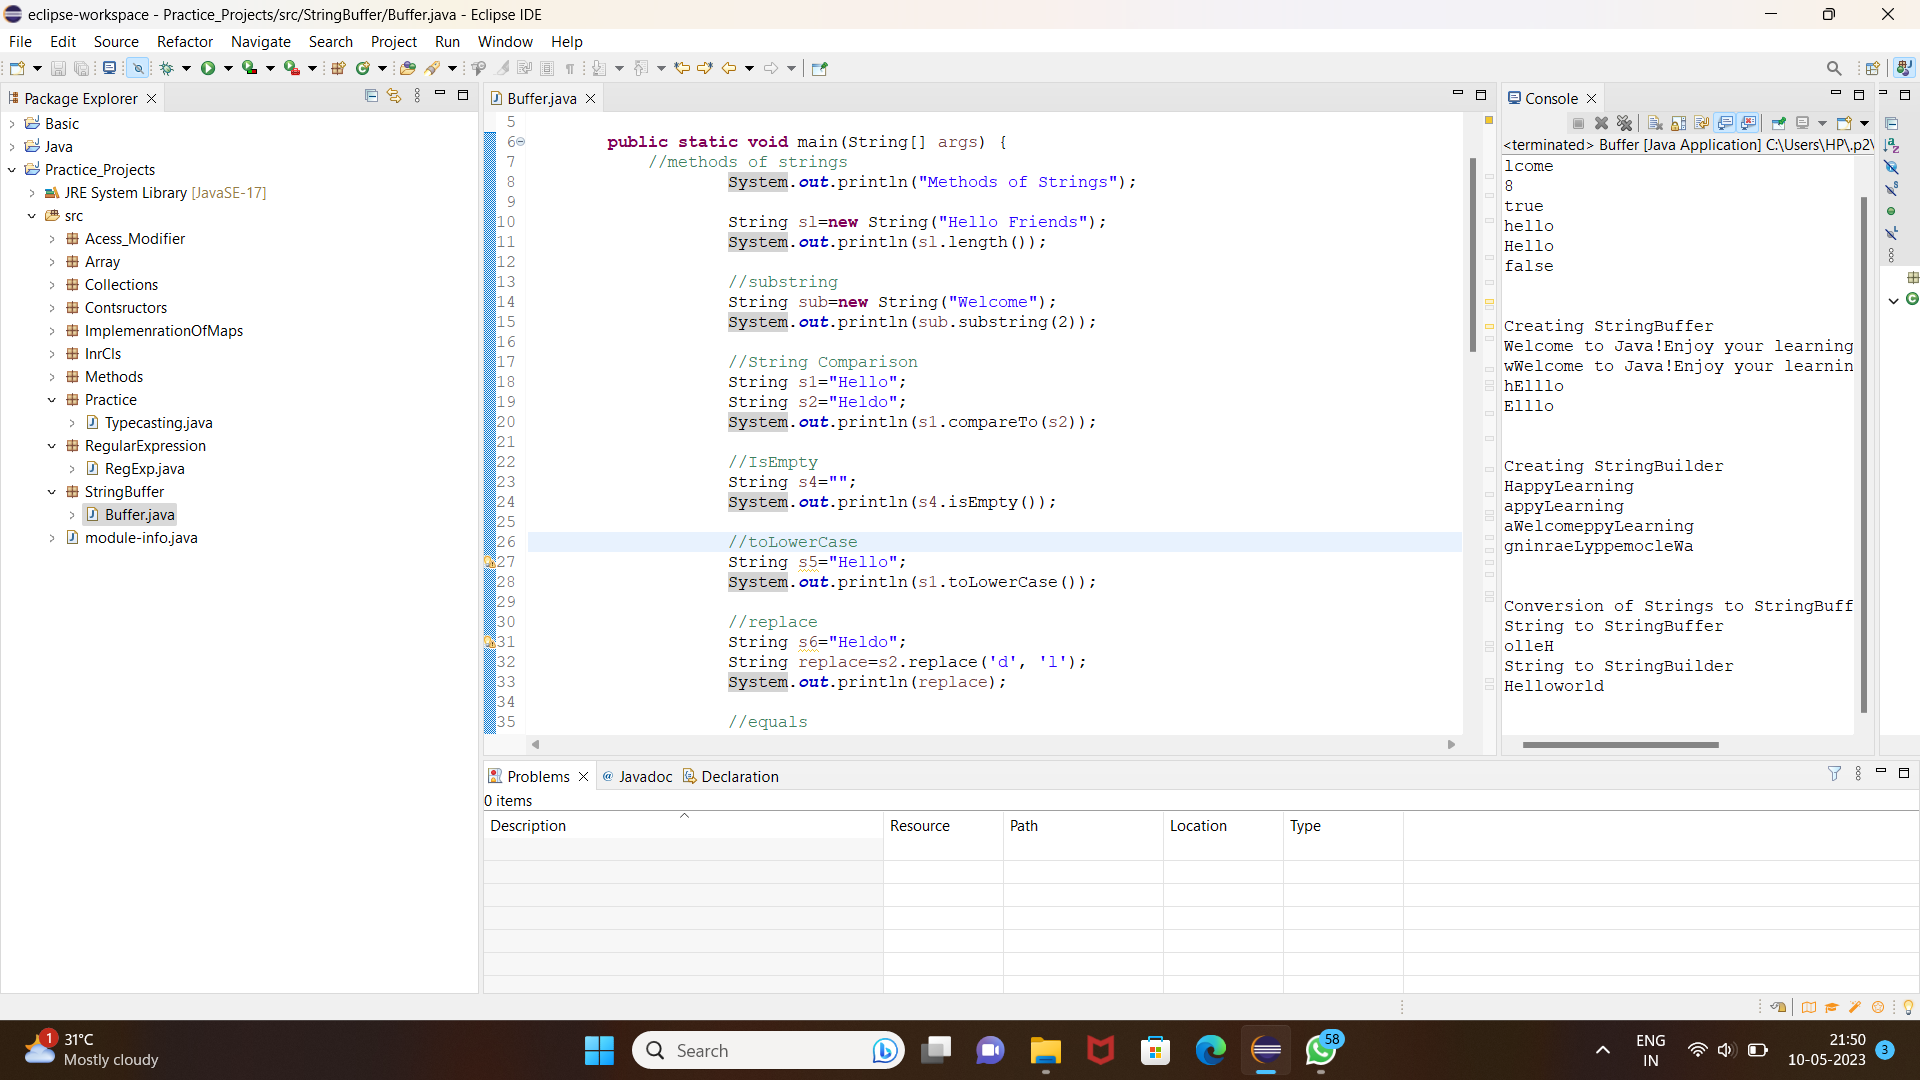 eclipse-workspace - Practice_Projects/src/StringBuffer/Buffer.java - Eclipse IDE
File Edit Source Refactor Navigate Search Project Run Window Help
Package Explorer
Basic
Java
Practice_Projects
JRE System Library [JavaSE-17]
src
Acess_Modifier
Array
Collections
Contsructors
ImplemenrationOfMaps
InrCls
Methods
Practice
Typecasting.java
RegularExpression
RegExp.java
StringBuffer
Buffer.java
module-info.java
Buffer.java
5
6 public static void main(String[] args) {
7 //methods of strings
8 System.out.println("Methods of Strings");
9
10 String sl=new String("Hello Friends");
11 System.out.println(sl.length());
12
13 //substring
14 String sub=new String("Welcome");
15 System.out.println(sub.substring(2));
16
17 //String Comparison
18 String s1="Hello";
19 String s2="Heldo";
20 System.out.println(s1.compareTo(s2));
21
22 //IsEmpty
23 String s4="";
24 System.out.println(s4.isEmpty());
25
26 //toLowerCase
27 String s5="Hello";
28 System.out.println(s1.toLowerCase());
29
30 //replace
31 String s6="Heldo";
32 String replace=s2.replace('d', 'l');
33 System.out.println(replace);
34
35 //equals
Console
<terminated> Buffer [Java Application] C:\Users\HP\.p2\
lcome
8
true
hello
Hello
false
Creating StringBuffer
Welcome to Java!Enjoy your learning
wWelcome to Java!Enjoy your learnin
hElllo
Elllo
Creating StringBuilder
HappyLearning
appyLearning
aWelcomeppyLearning
gninraeLyppemocleWa
Conversion of Strings to StringBuff
String to StringBuffer
olleH
String to StringBuilder
Helloworld
Problems @ Javadoc Declaration
0 items
Description Resource Path Location Type
1
31°C
Mostly cloudy
Search
58
ENG
IN
21:50
10-05-2023
3